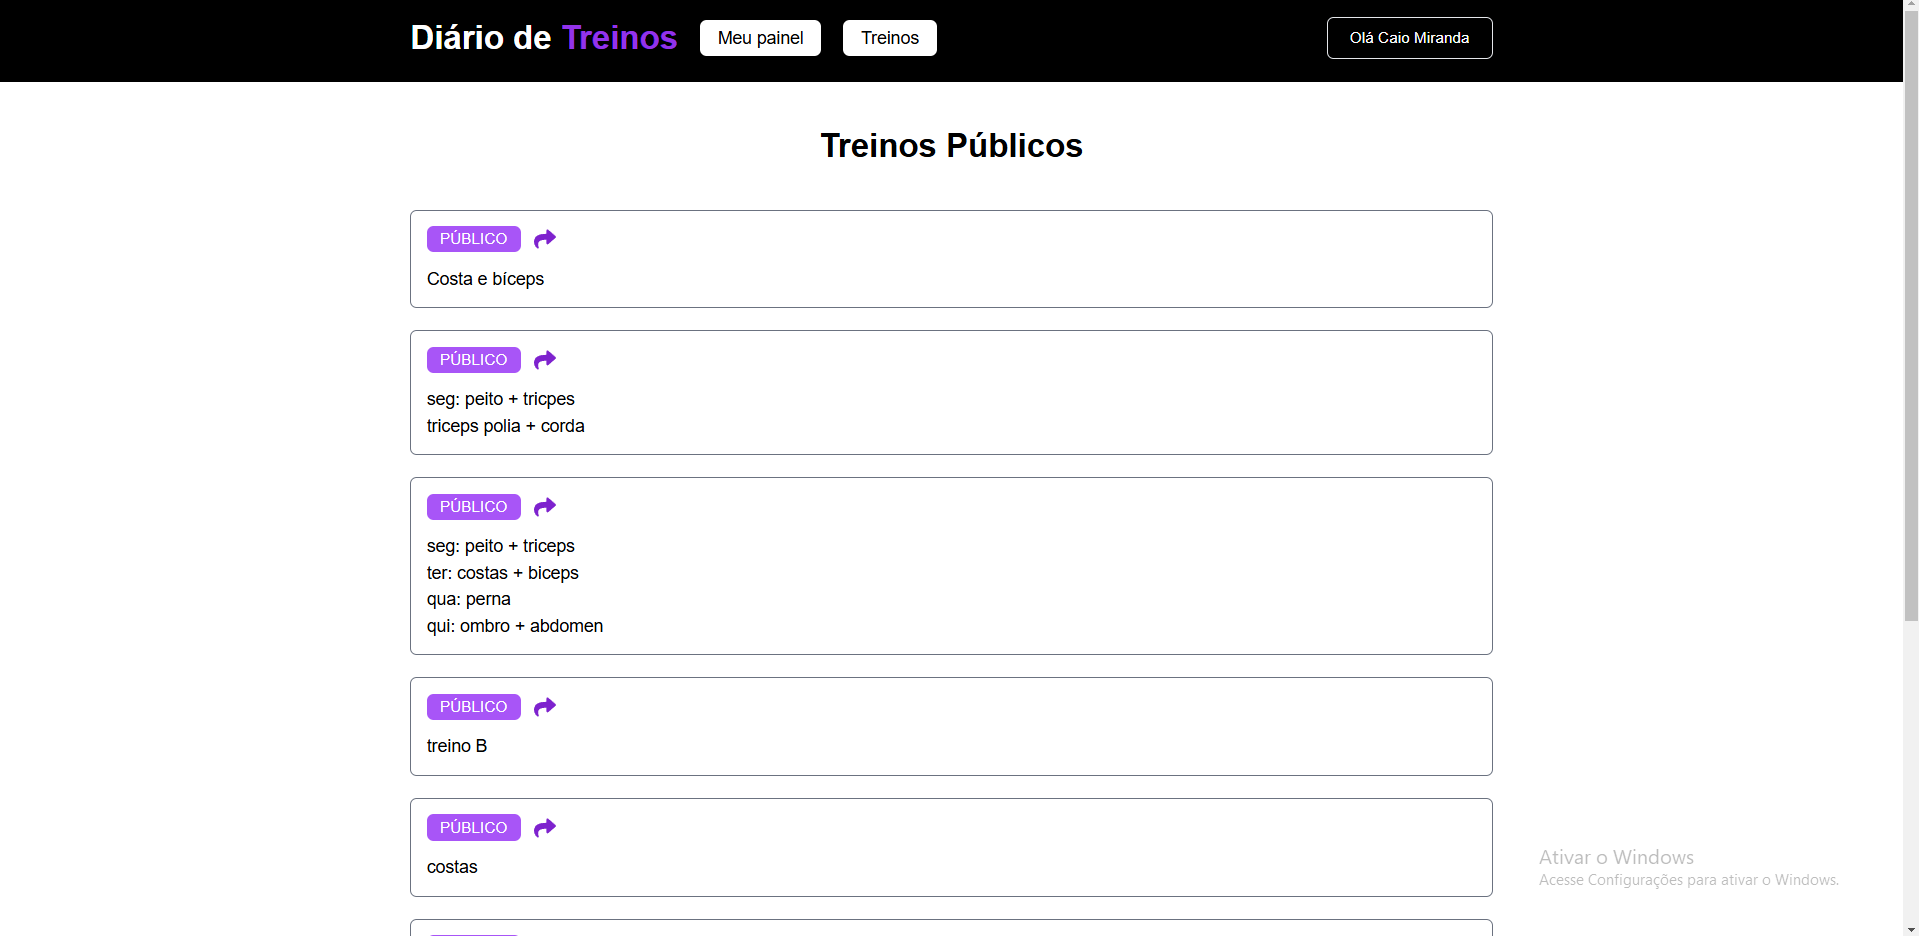 Diário de Treinos
Meu painel
Treinos
Olá Caio Miranda
Treinos Públicos
PÚBLICO
Costa e bíceps
PÚBLICO
seg: peito + tricpes
triceps polia + corda
PÚBLICO
seg: peito + triceps
ter: costas + biceps
qua: perna
qui: ombro + abdomen
PÚBLICO
treino B
PÚBLICO
costas
Ativar o Windows
Acesse Configurações para ativar o Windows.